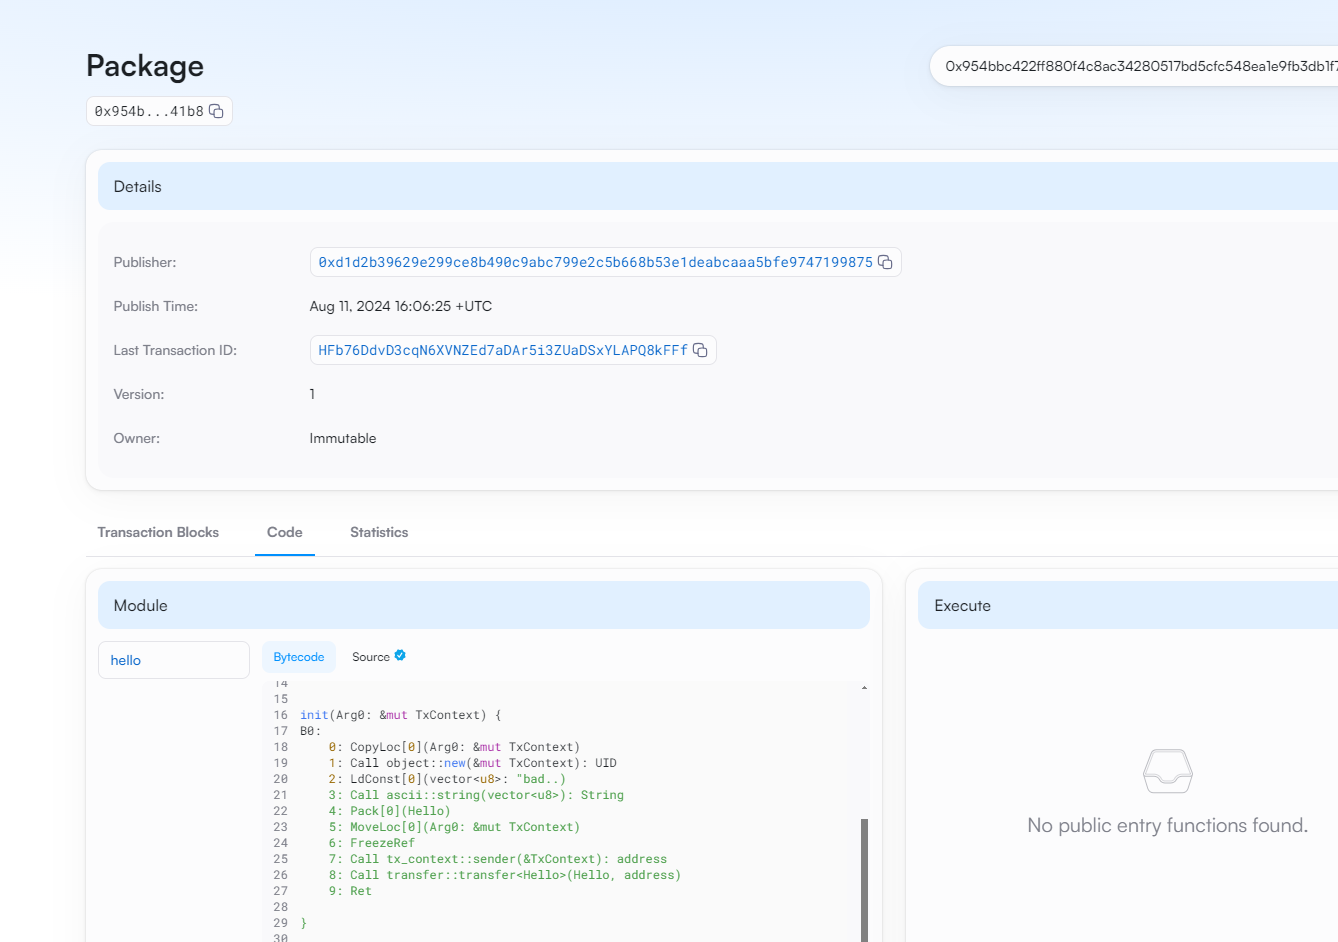 Package
0x954bbc422ff880f4c8ac34280517bd5cfc548ea1e9fb3db1f7
0x954b...41b8
Details
Publisher:
0xd1d2b39629e299ce8b490c9abc799e2c5b668b53e1deabcaaa5bfe9747199875
Publish Time:
Aug 11, 2024 16:06:25 +UTC
Last Transaction ID:
HFb76DdvD3cqN6XVNZEd7aDAr5i3ZUaDSxYLAPQ8kFFf
Version:
1
Owner:
Immutable
Transaction Blocks Code Statistics
Module
Execute
hello
Bytecode Source
14
15
16 init(Arg0: &mut TxContext) {
17 B0:
18 0: CopyLoc[0](Arg0: &mut TxContext)
19 1: Call object::new(&mut TxContext): UID
20 2: LdConst[0](vector<u8>: "bad..)
21 3: Call ascii::string(vector<u8>): String
22 4: Pack[0](Hello)
23 5: MoveLoc[0](Arg0: &mut TxContext)
24 6: FreezeRef
25 7: Call tx_context::sender(&TxContext): address
26 8: Call transfer::transfer<Hello>(Hello, address)
27 9: Ret
28
29 }
30
No public entry functions found.